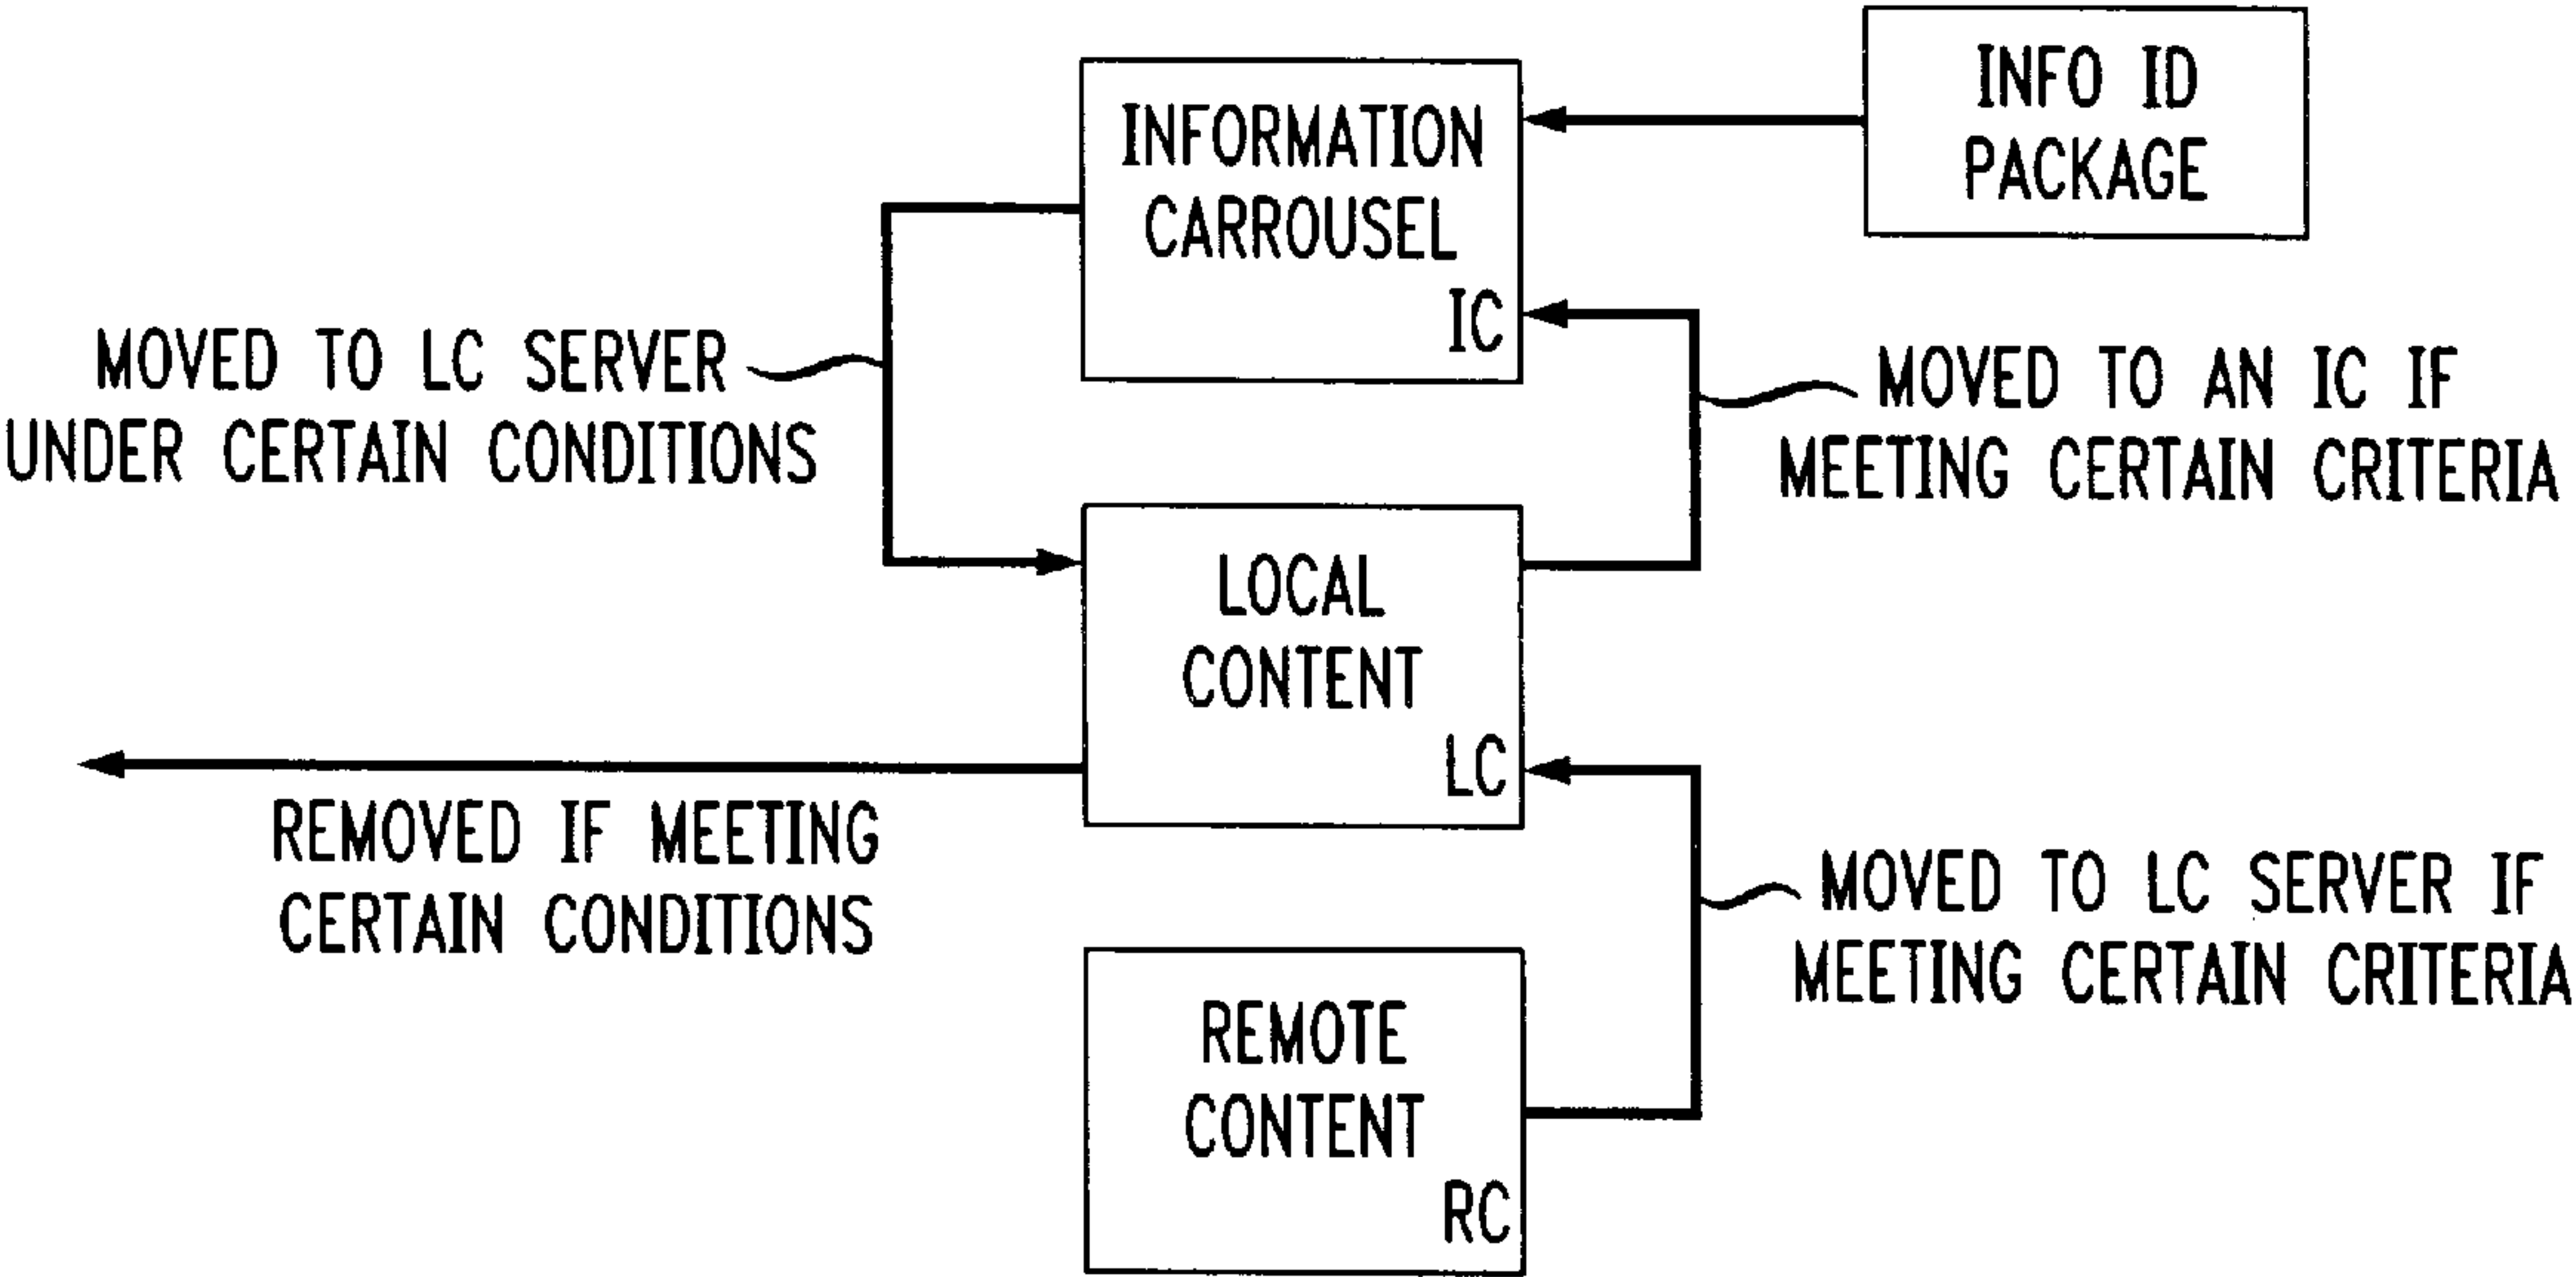 INFO ID
PACKAGE
INFORMATION
CARROUSEL
IC
MOVED TO LC SERVER
UNDER CERTAIN CONDITIONS
MOVED TO AN IC IF
MEETING CERTAIN CRITERIA
LOCAL
CONTENT
LC
REMOVED IF MEETING
CERTAIN CONDITIONS
MOVED TO LC SERVER IF
MEETING CERTAIN CRITERIA
REMOTE
CONTENT
RC